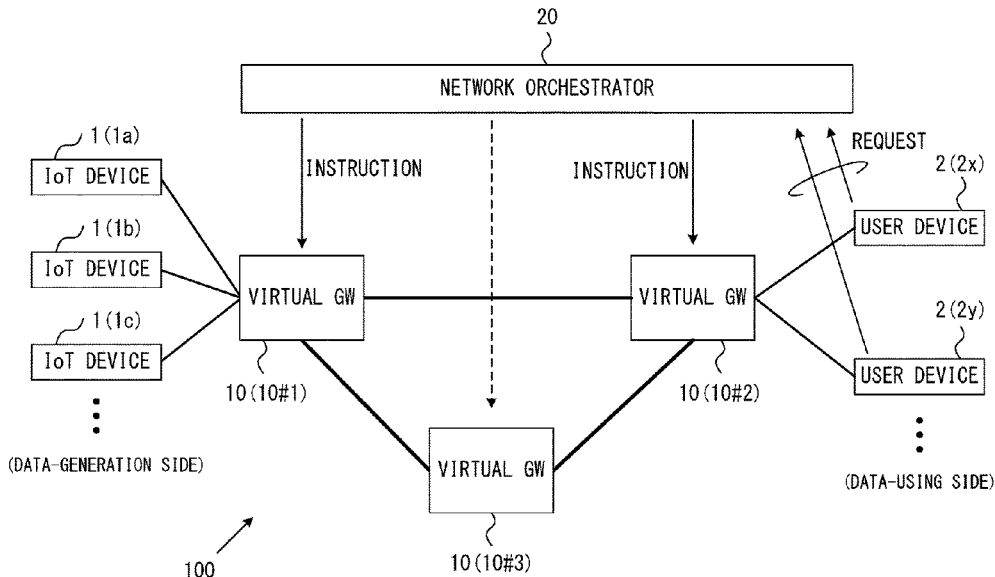 20
NETWORK ORCHESTRATOR
1(1a)
IoT DEVICE
INSTRUCTION
INSTRUCTION
REQUEST
2(2x)
USER DEVICE
1(1b)
IoT DEVICE
VIRTUAL GW
VIRTUAL GW
1(1c)
IoT DEVICE
2(2y)
USER DEVICE
10(10#1)
10(10#2)
(DATA-GENERATION SIDE)
VIRTUAL GW
(DATA-USING SIDE)
10(10#3)
100